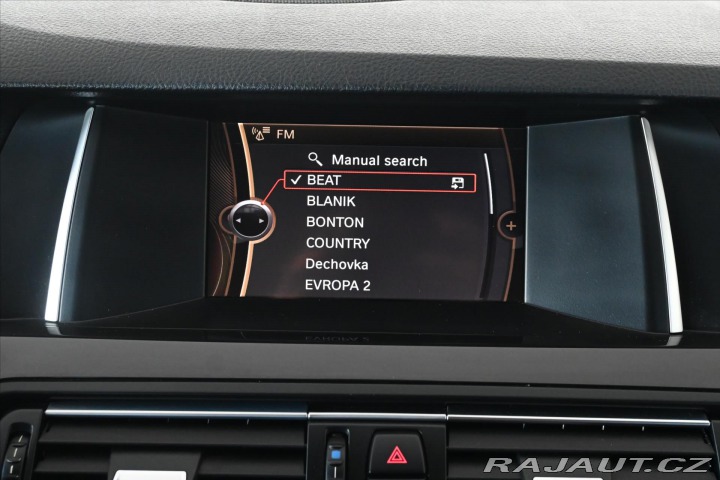 FM
Manual search
BEAT
BLANIK
BONTON
COUNTRY
Dechovka
EVROPA 2
RAJAUT.CZ